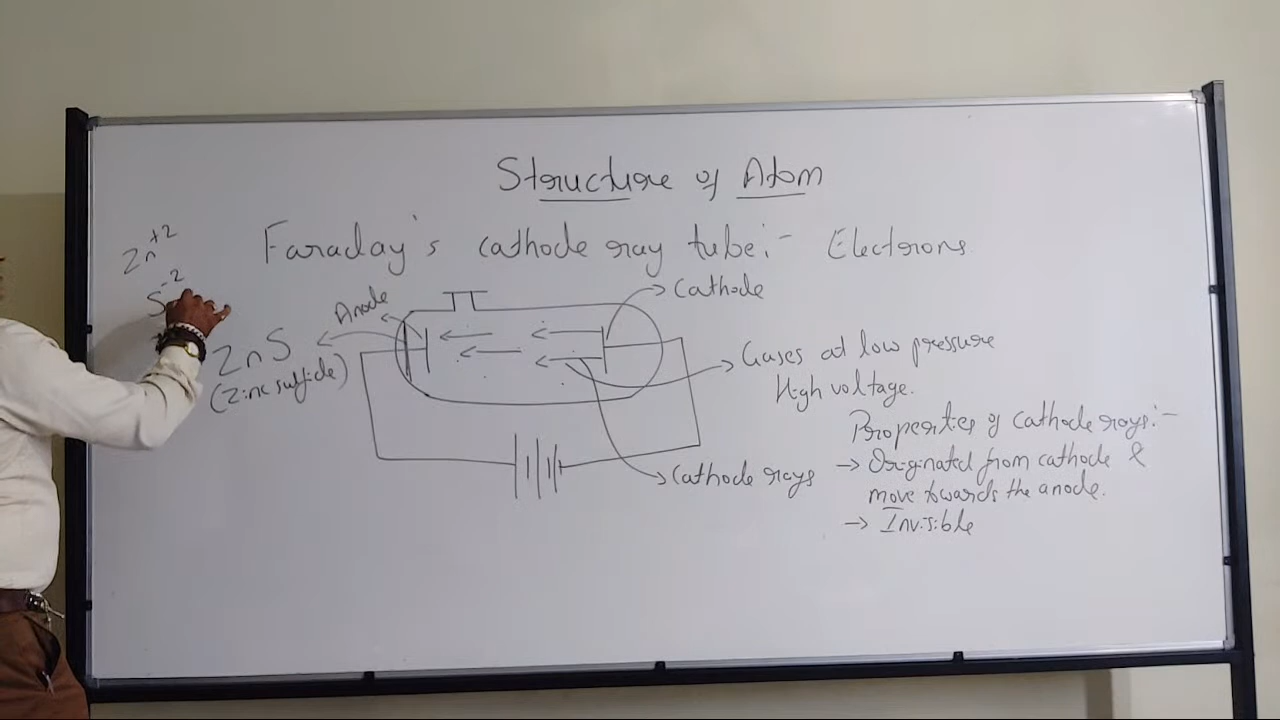 Structure of Atom
Faraday's cathode ray tube:- Electrons
Zn+2
S-2
Anode
Cathode
ZnS
(Zinc sulfide)
Gases at low pressure
High voltage.
Cathode rays
Properties of cathode rays:-
→ Originated from cathode &
move towards the anode.
→ Invisible